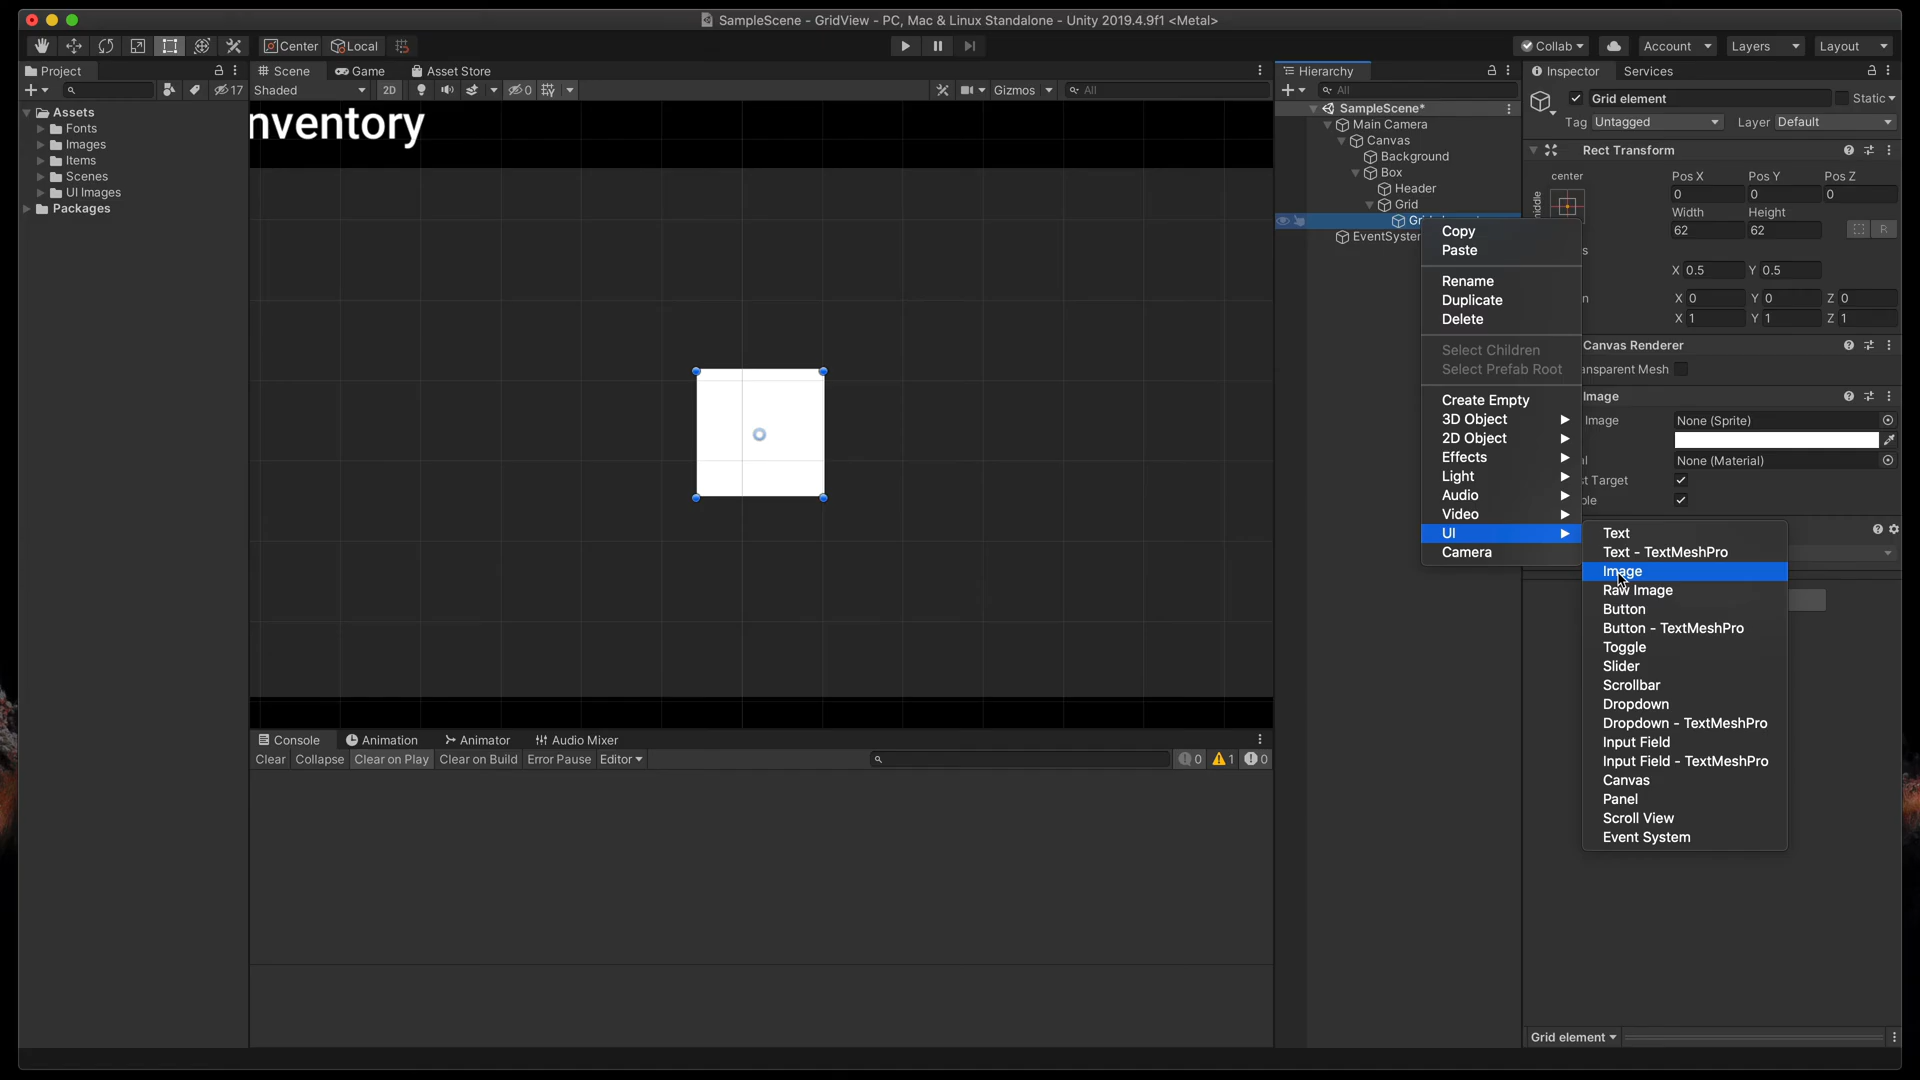 SampleScene - GridView - PC, Mac & Linux Standalone - Unity 2019.4.9f1 <Metal>
Center Local Collab Account Layers Layout
Project Scene Game Asset Store Hierarchy Inspector Services
17 Shaded 2D 0 Gizmos All All
Assets
Fonts
Images
Items
Scenes
UI Images
Packages
nventory
SampleScene*
Main Camera
Canvas
Background
Box
Header
Grid
EventSystem
Grid element Static
Tag Untagged Layer Default
Rect Transform
center
middle
Pos X Pos Y Pos Z
0 0 0
Width Height
62 62
R
X 0.5 Y 0.5
X 0 Y 0 Z 0
X 1 Y 1 Z 1
Canvas Renderer
ansparent Mesh
Image
Image None (Sprite)
None (Material)
st Target
ble
Copy
Paste
Rename
Duplicate
Delete
Select Children
Select Prefab Root
Create Empty
3D Object
2D Object
Effects
Light
Audio
Video
UI
Camera
Text
Text - TextMeshPro
Image
Raw Image
Button
Button - TextMeshPro
Toggle
Slider
Scrollbar
Dropdown
Dropdown - TextMeshPro
Input Field
Input Field - TextMeshPro
Canvas
Panel
Scroll View
Event System
Console Animation Animator Audio Mixer
Clear Collapse Clear on Play Clear on Build Error Pause Editor 0 1 0
Grid element